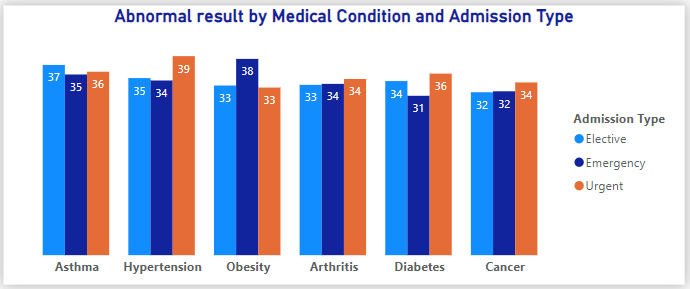 Abnormal result by Medical Condition and Admission Type
37 35 36 35 34 39 33 38 33 33 34 34 34 31 36 32 32 34
Admission Type
Elective
Emergency
Urgent
Asthma Hypertension Obesity Arthritis Diabetes Cancer